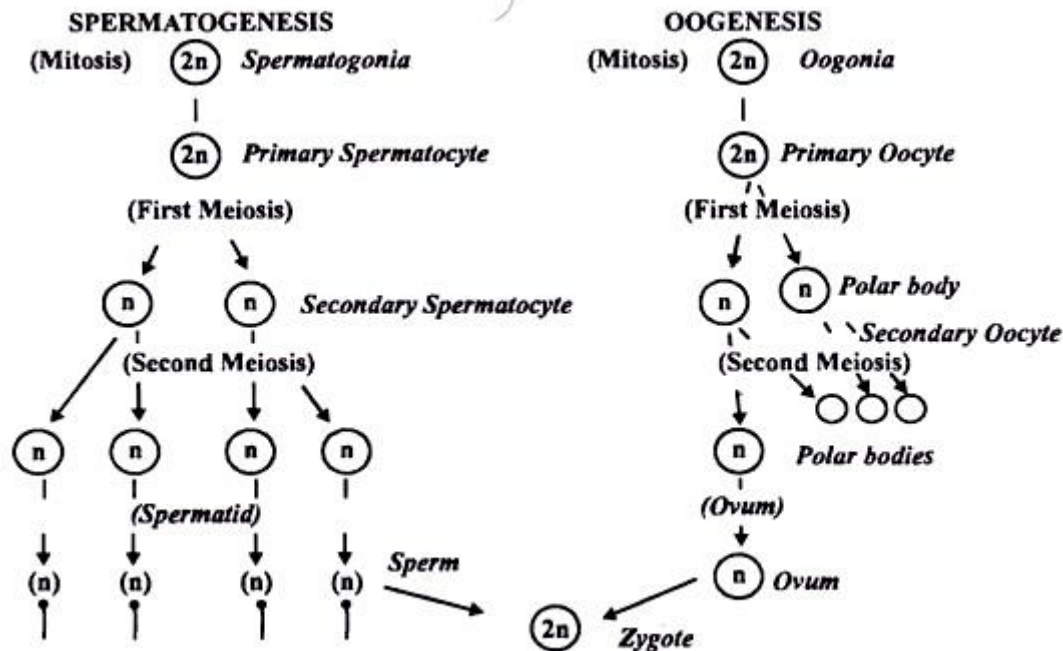 SPERMATOGENESIS OOGENESIS
(Mitosis) 2n Spermatogonia (Mitosis) 2n Oogonia
2n Primary Spermatocyte 2n Primary Oocyte
(First Meiosis) (First Meiosis)
n n Secondary Spermatocyte n n Polar body
Secondary Oocyte
(Second Meiosis) (Second Meiosis)
n n n n n Polar bodies
(Spermatid) (Ovum)
(n) (n) (n) (n) Sperm n Ovum
2n Zygote